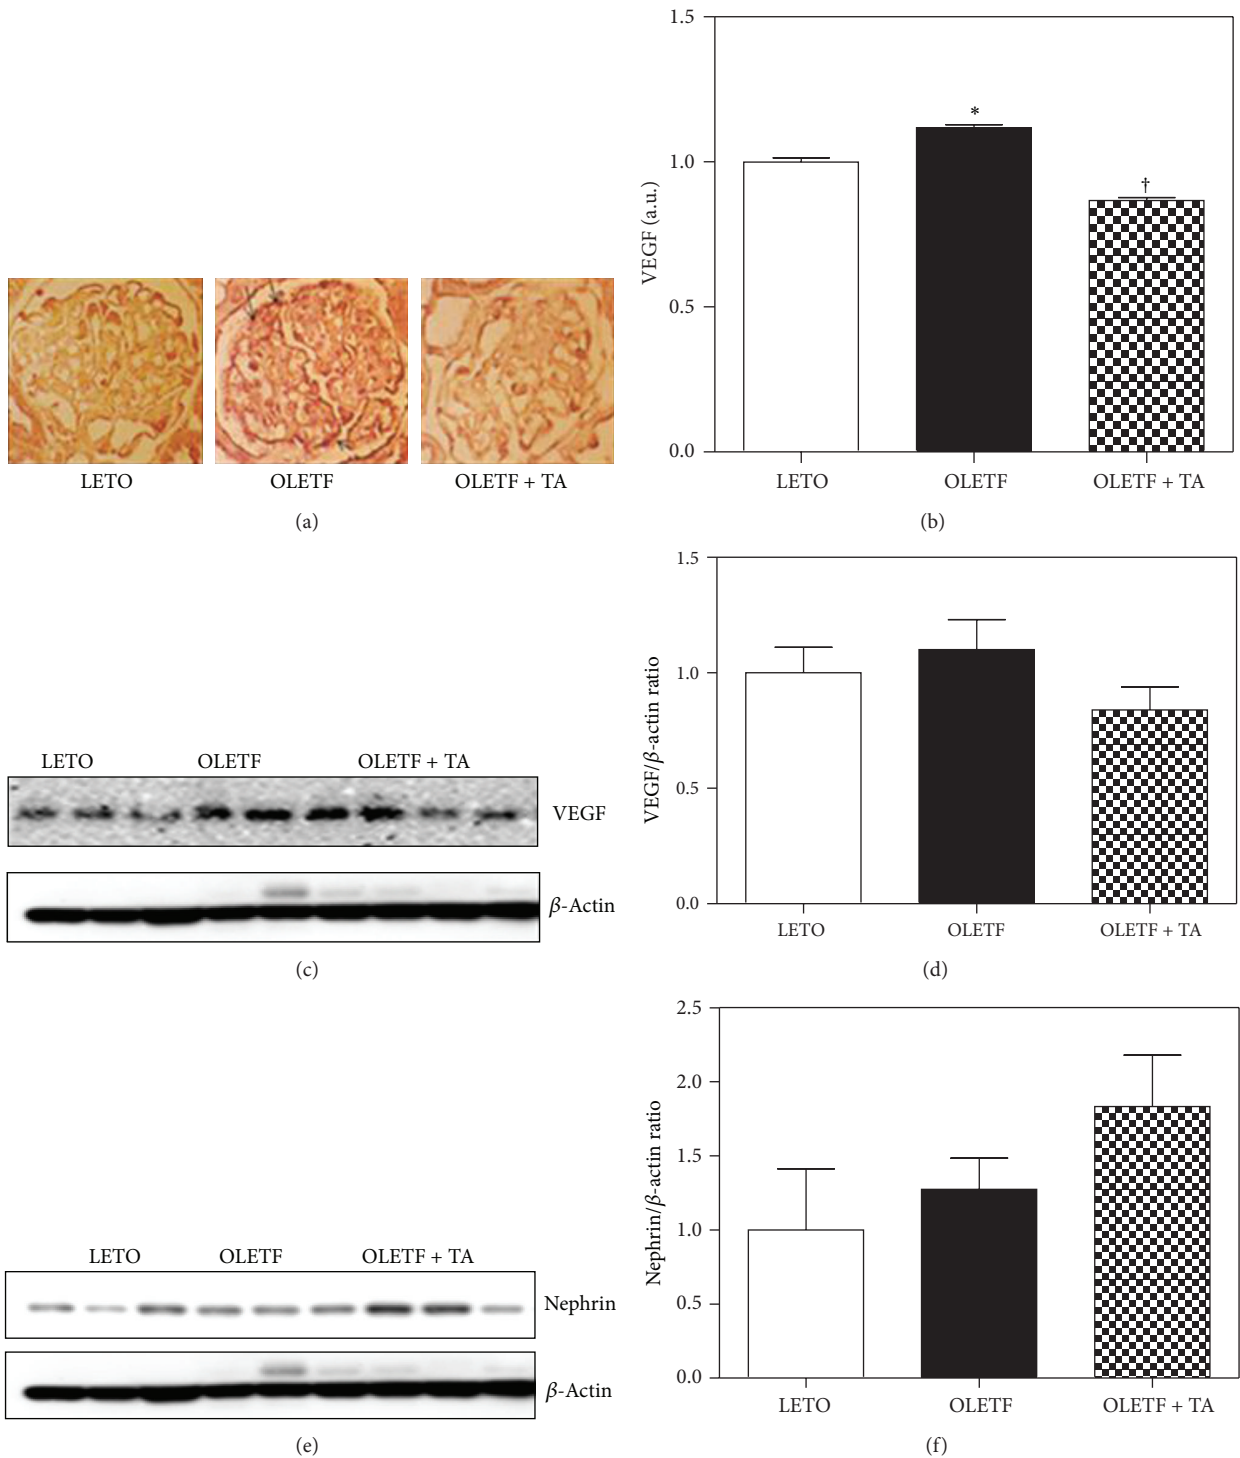 LETO OLETF OLETF + TA
(a)
1.5
1.0
0.5
0.0
VEGF (a.u.)
*
†
LETO OLETF OLETF + TA
(b)
LETO OLETF OLETF + TA
VEGF
β-Actin
(c)
1.5
1.0
0.5
0.0
VEGF/β-actin ratio
LETO OLETF OLETF + TA
(d)
LETO OLETF OLETF + TA
Nephrin
β-Actin
(e)
2.5
2.0
1.5
1.0
0.5
0.0
Nephrin/β-actin ratio
LETO OLETF OLETF + TA
(f)